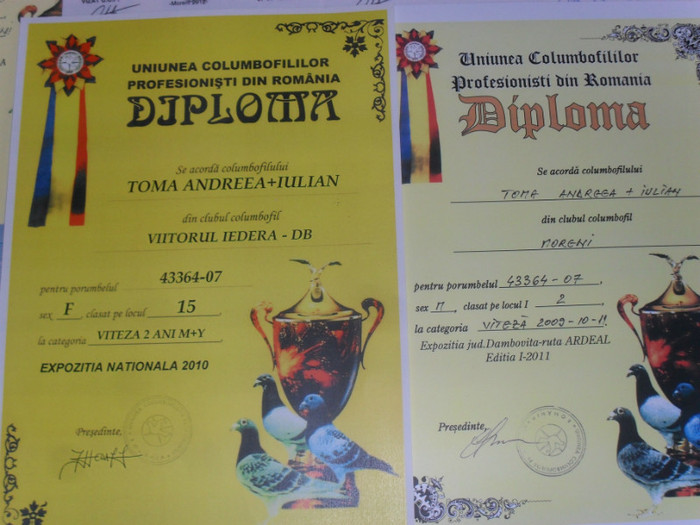 UNIUNEA COLUMBOFILILOR
PROFESIONIŞTI DIN ROMÂNIA
DIPLOMA
Se acordă columbofilului
TOMA ANDREEA+IULIAN
din clubul columbofil
VIITORUL IEDERA - DB
pentru porumbelul 43364-07
sex F , clasat pe locul 15
la categoria VITEZA 2 ANI M+Y
EXPOZITIA NATIONALA 2010
Preşedinte,
Uniunea Columbofililor
Profesionisti din Romania
Diploma
Se acordă columbofilului
TOMA ANDREEA + IULIAN
din clubul columbofil
MORENI
pentru porumbelul 43364-07 ,
sex M , clasat pe locul I 2 ,
la categoria VITEZĂ 2009-10-11
Expozitia jud.Dambovita-ruta ARDEAL
Editia I-2011
Preşedinte,